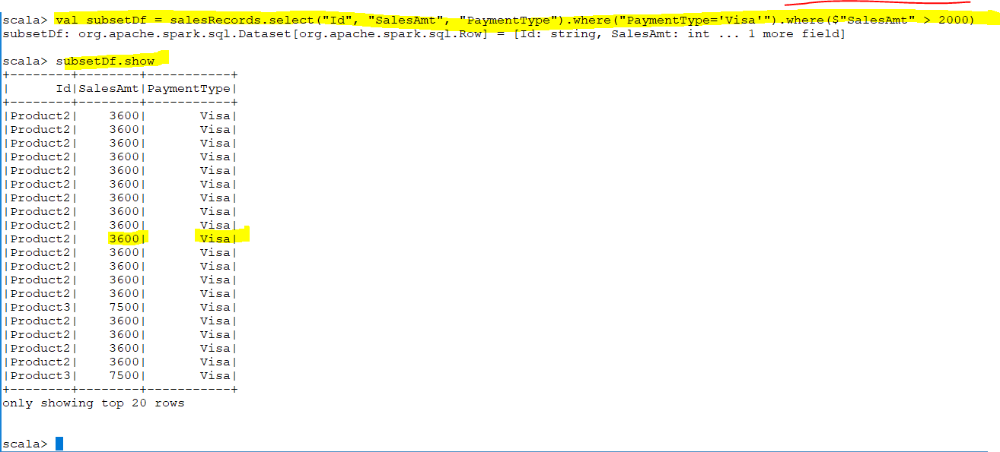 scala> val subsetDf = salesRecords.select("Id", "SalesAmt", "PaymentType").where("PaymentType='Visa'").where($"SalesAmt" > 2000)
subsetDf: org.apache.spark.sql.Dataset[org.apache.spark.sql.Row] = [Id: string, SalesAmt: int ... 1 more field]
scala> subsetDf.show
+--------+--------+-----------+
|      Id|SalesAmt|PaymentType|
+--------+--------+-----------+
|Product2|    3600|       Visa|
|Product2|    3600|       Visa|
|Product2|    3600|       Visa|
|Product2|    3600|       Visa|
|Product2|    3600|       Visa|
|Product2|    3600|       Visa|
|Product2|    3600|       Visa|
|Product2|    3600|       Visa|
|Product2|    3600|       Visa|
|Product2|    3600|       Visa|
|Product2|    3600|       Visa|
|Product2|    3600|       Visa|
|Product2|    3600|       Visa|
|Product2|    3600|       Visa|
|Product3|    7500|       Visa|
|Product2|    3600|       Visa|
|Product2|    3600|       Visa|
|Product2|    3600|       Visa|
|Product2|    3600|       Visa|
|Product3|    7500|       Visa|
+--------+--------+-----------+
only showing top 20 rows
scala>